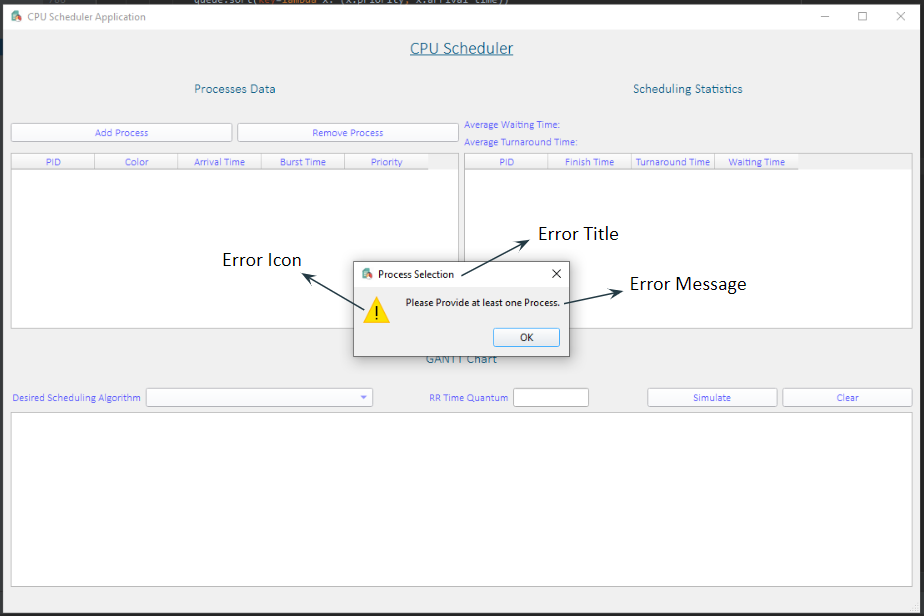 queue.sort(key=lambda x: (x.priority, x.arrival_time))
CPU Scheduler Application
CPU Scheduler
Processes Data
Scheduling Statistics
Add Process
Remove Process
Average Waiting Time:
Average Turnaround Time:
PID Color Arrival Time Burst Time Priority
PID Finish Time Turnaround Time Waiting Time
Error Title
Error Icon
Process Selection
Error Message
Please Provide at least one Process.
!
OK
GANTT Chart
Desired Scheduling Algorithm
RR Time Quantum
Simulate
Clear